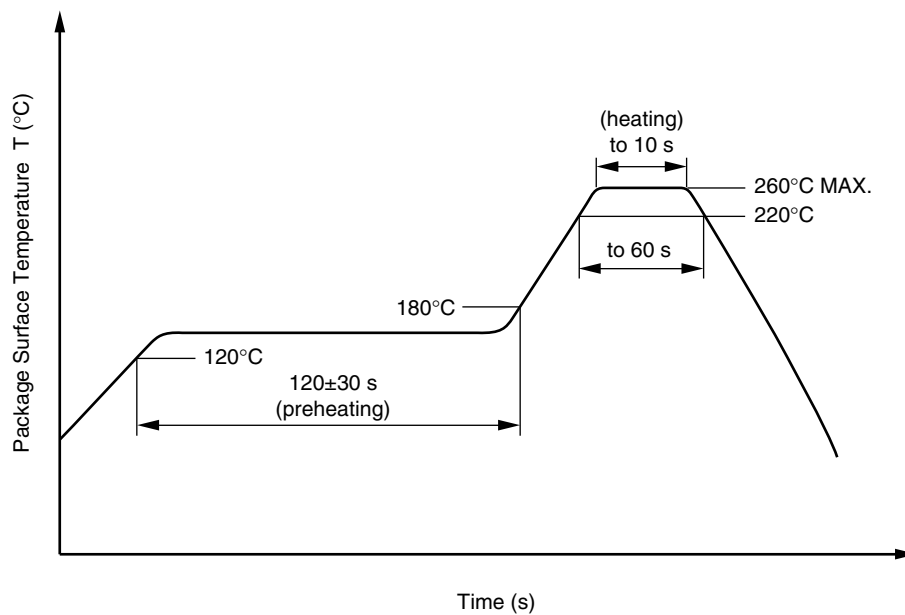 Package Surface Temperature T (°C)
(heating)
to 10 s
260°C MAX.
220°C
to 60 s
180°C
120°C
120±30 s
(preheating)
Time (s)